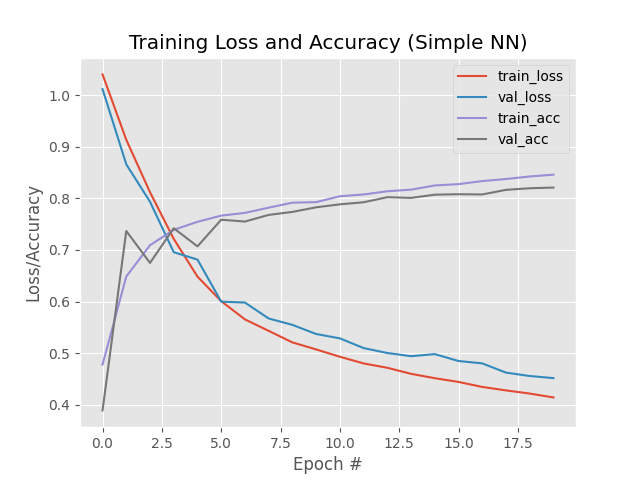 Training Loss and Accuracy (Simple NN)
train_loss
val_loss
train_acc
val_acc
1.0
0.9
0.8
0.7
0.6
0.5
0.4
Loss/Accuracy
0.0 2.5 5.0 7.5 10.0 12.5 15.0 17.5
Epoch #